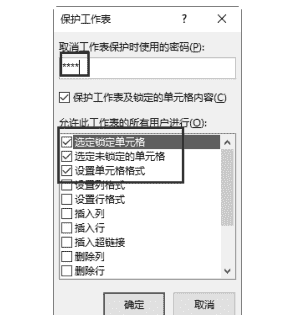 保护工作表 ? ×
取消工作表保护时使用的密码(P):
****
保护工作表及锁定的单元格内容(C)
允许此工作表的所有用户进行(O):
选定锁定单元格
选定未锁定的单元格
设置单元格格式
设置列格式
设置行格式
插入列
插入行
插入超链接
删除列
删除行
确定 取消